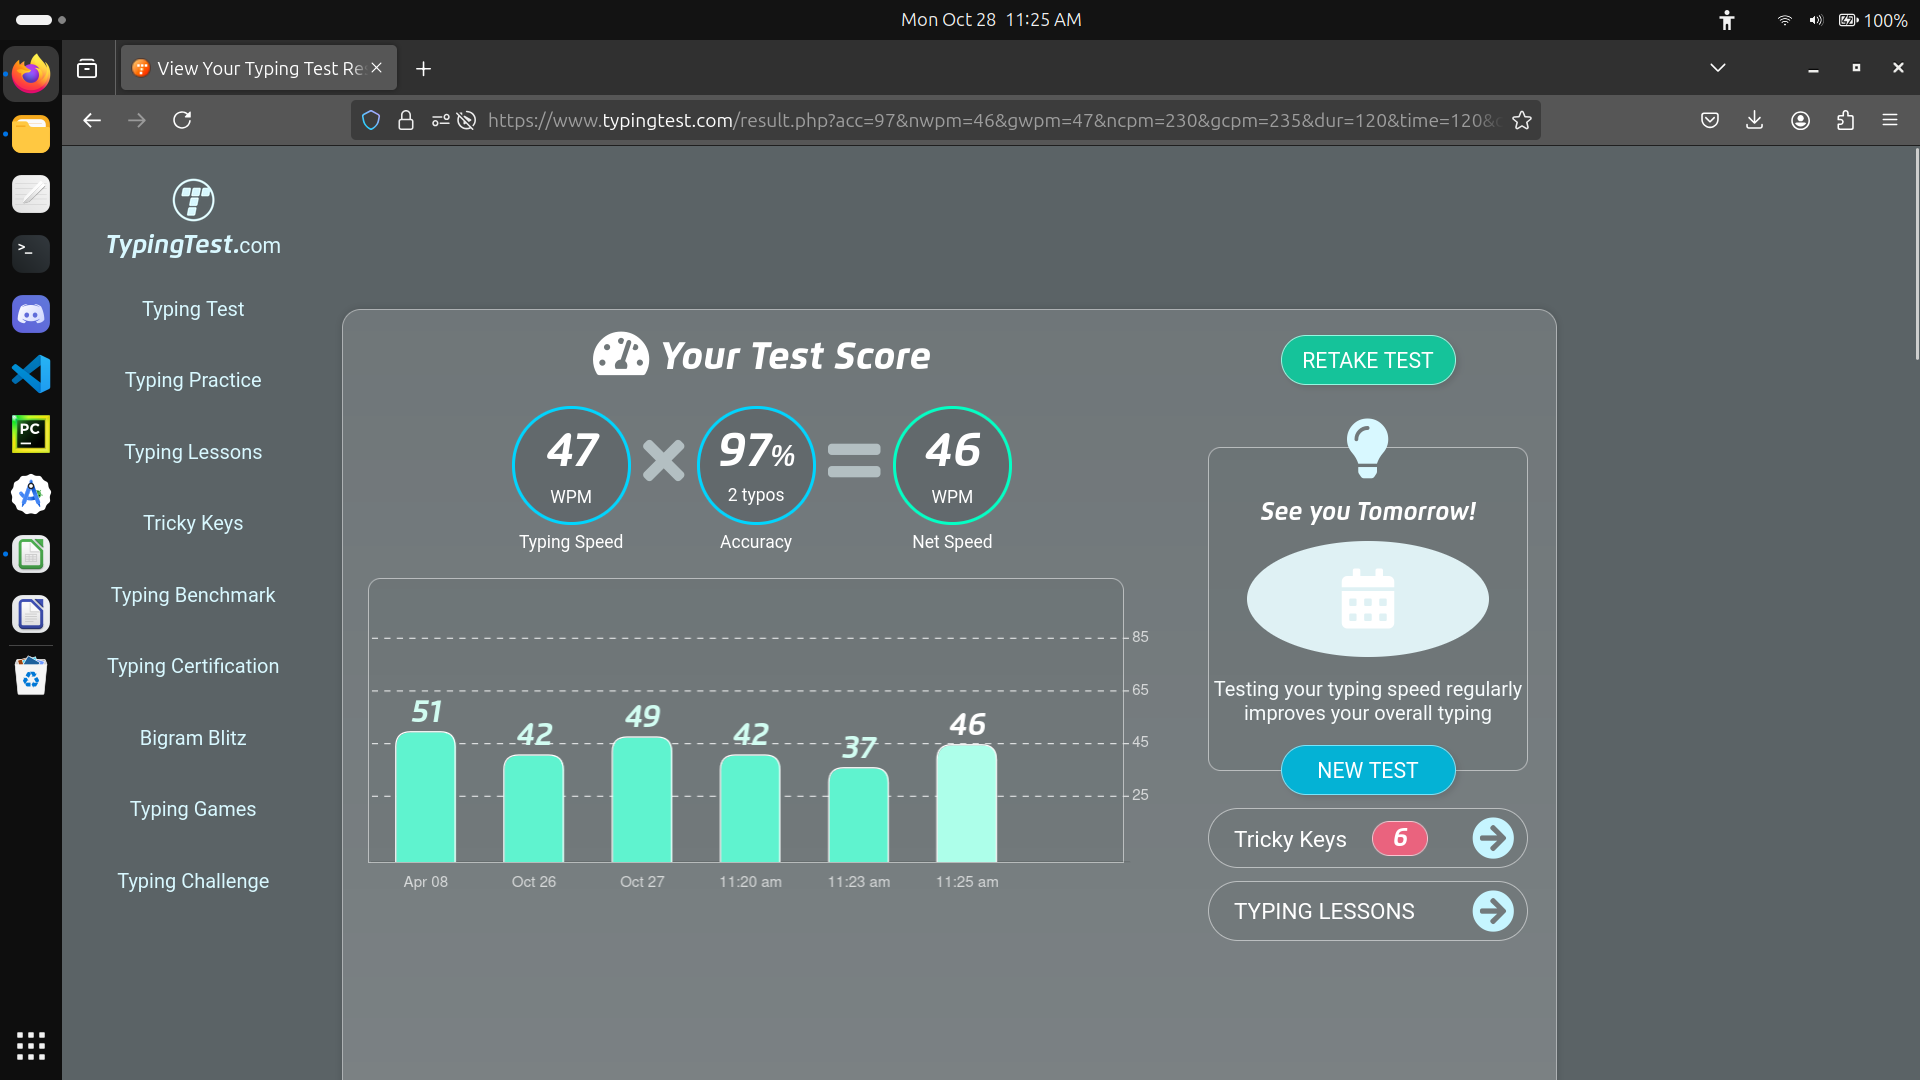 Mon Oct 28 11:25 AM
100%
View Your Typing Test Re
https://www.typingtest.com/result.php?acc=97&nwpm=46&gwpm=47&ncpm=230&gcpm=235&dur=120&time=120&
TypingTest.com
Typing Test
Typing Practice
Typing Lessons
Tricky Keys
Typing Benchmark
Typing Certification
Bigram Blitz
Typing Games
Typing Challenge
Your Test Score
47 WPM
Typing Speed
97%
2 typos
Accuracy
46 WPM
Net Speed
85
65
45
25
51
42
49
42
37
46
Apr 08
Oct 26
Oct 27
11:20 am
11:23 am
11:25 am
RETAKE TEST
See you Tomorrow!
Testing your typing speed regularly
improves your overall typing
NEW TEST
Tricky Keys 6
TYPING LESSONS
PC